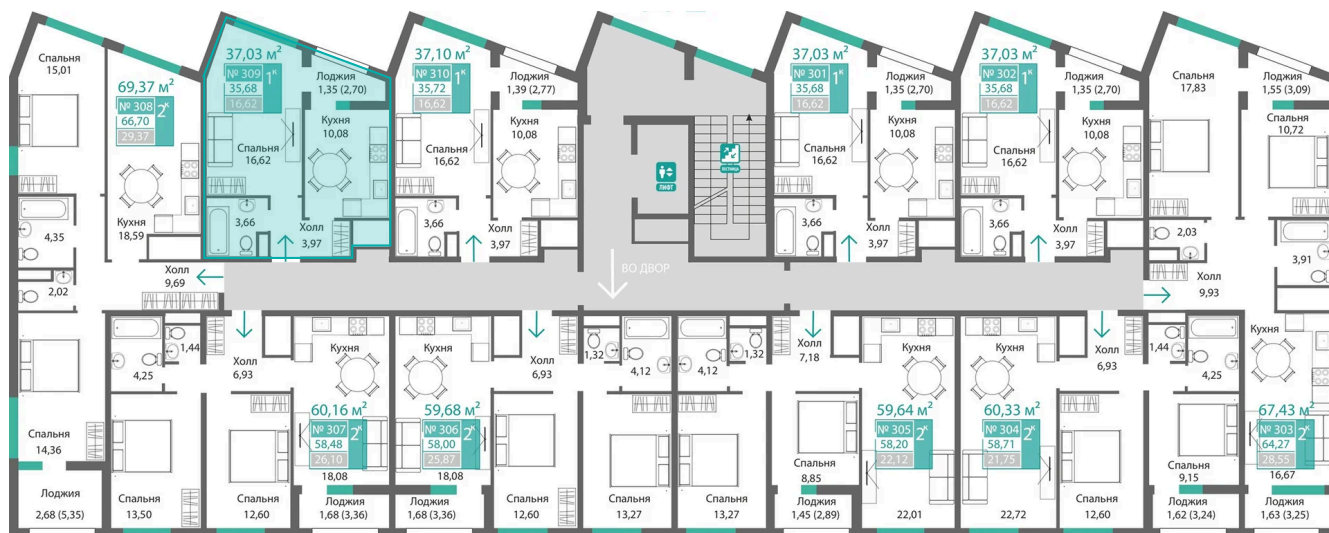 Спальня
15,01
69,37 м²
№ 308
2к
66,70
29,37
Кухня
18,59
4,35
2,02
Холл
9,69
Спальня
14,36
Лоджия
2,68 (5,35)
37,03 м²
№ 309
1к
35,68
16,62
Лоджия
1,35 (2,70)
Кухня
10,08
Спальня
16,62
3,66
Холл
3,97
37,10 м²
№ 310
1к
35,72
16,62
Лоджия
1,39 (2,77)
Кухня
10,08
Спальня
16,62
3,66
Холл
3,97
ЛИФТ
ЛЕСТНИЦА
ВО ДВОР
37,03 м²
№ 301
1к
35,68
16,62
Лоджия
1,35 (2,70)
Кухня
10,08
Спальня
16,62
3,66
Холл
3,97
37,03 м²
№ 302
1к
35,68
16,62
Лоджия
1,35 (2,70)
Кухня
10,08
Спальня
16,62
3,66
Холл
3,97
Спальня
17,83
Лоджия
1,55 (3,09)
Спальня
10,72
2,03
3,91
Холл
9,93
Кухня
67,43 м²
№ 303
2к
64,27
28,55
16,67
Лоджия
1,63 (3,25)
1,44
4,25
Холл
6,93
Кухня
60,16 м²
№ 307
2к
58,48
26,10
18,08
Спальня
13,50
Спальня
12,60
Лоджия
1,68 (3,36)
Кухня
Холл
6,93
1,32
4,12
59,68 м²
№ 306
2к
58,00
25,87
18,08
Лоджия
1,68 (3,36)
Спальня
12,60
Спальня
13,27
4,12
1,32
Холл
7,18
Кухня
59,64 м²
№ 305
2к
58,20
22,12
Спальня
8,85
Спальня
13,27
Лоджия
1,45 (2,89)
22,01
Кухня
Холл
6,93
1,44
4,25
60,33 м²
№ 304
2к
58,71
21,75
22,72
Спальня
12,60
Спальня
9,15
Лоджия
1,62 (3,24)